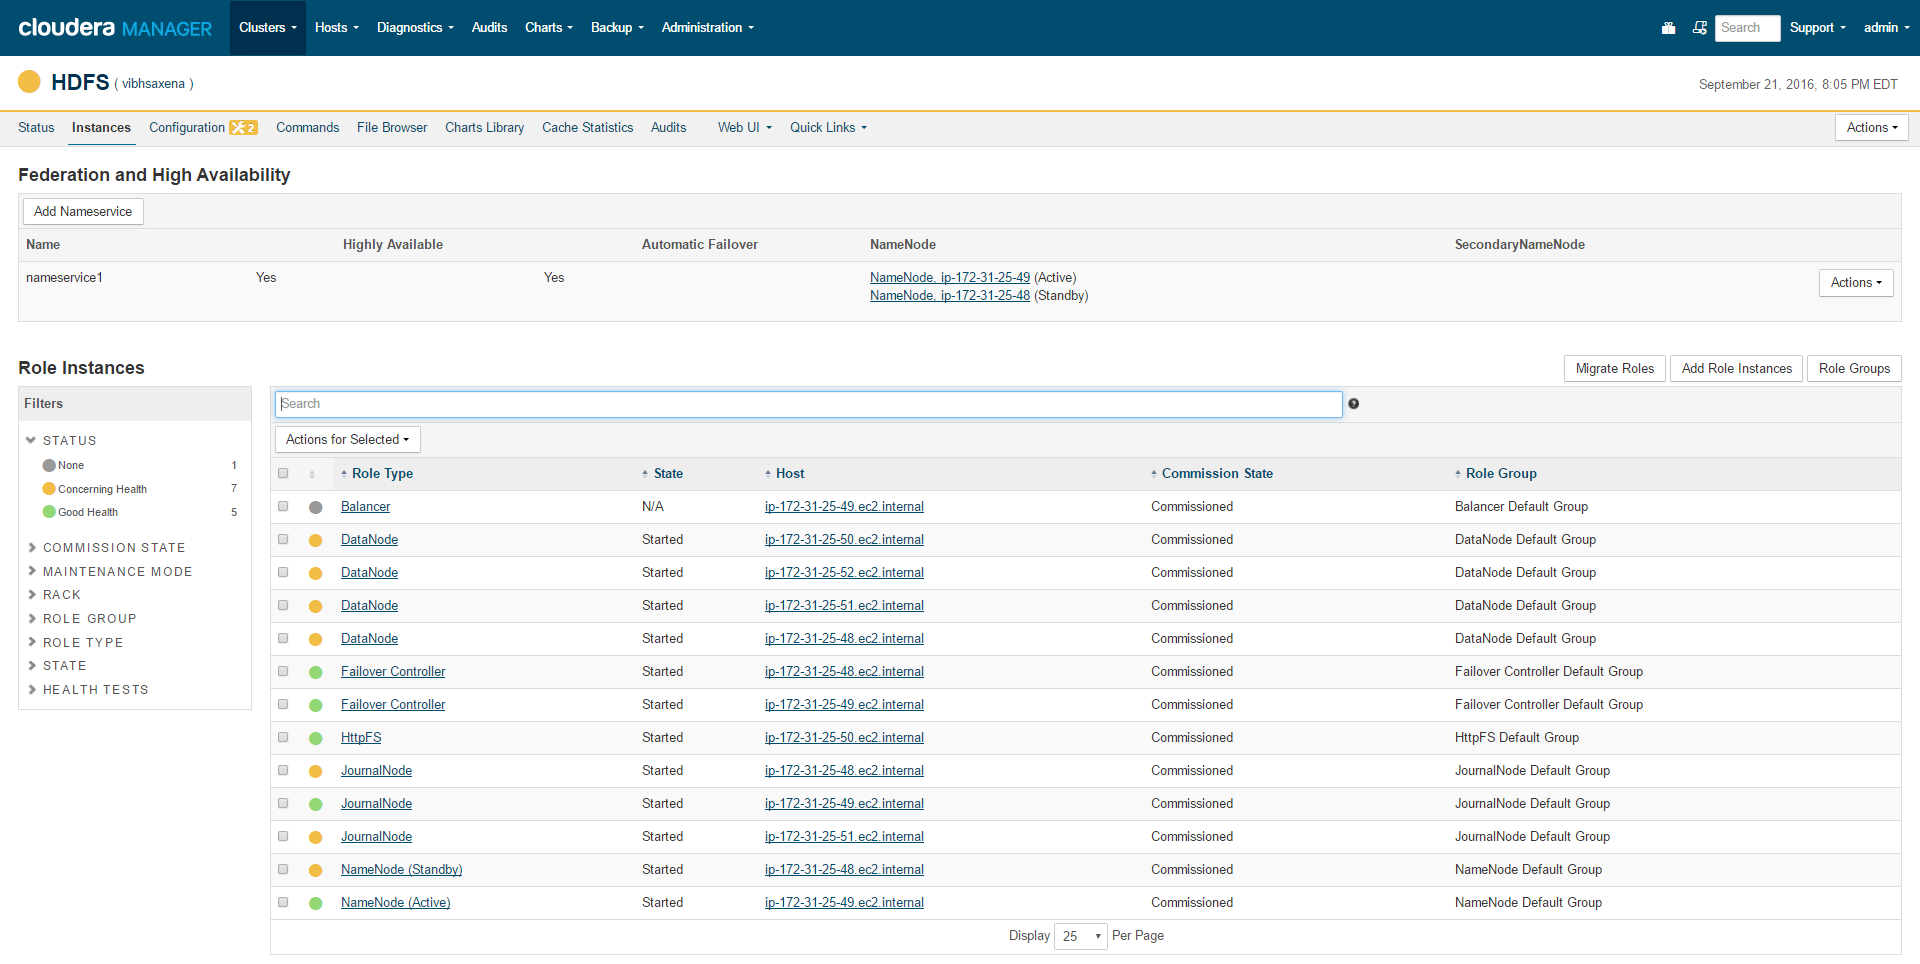 cloudera MANAGER Clusters Hosts Diagnostics Audits Charts Backup Administration Search Support admin
HDFS ( vibhsaxena ) September 21, 2016, 8:05 PM EDT
Status Instances Configuration 2 Commands File Browser Charts Library Cache Statistics Audits Web UI Quick Links Actions
Federation and High Availability
Add Nameservice
Name Highly Available Automatic Failover NameNode SecondaryNameNode
nameservice1 Yes Yes NameNode, ip-172-31-25-49 (Active) Actions
NameNode, ip-172-31-25-48 (Standby)
Role Instances Migrate Roles Add Role Instances Role Groups
Filters
STATUS
None 1
Concerning Health 7
Good Health 5
COMMISSION STATE
MAINTENANCE MODE
RACK
ROLE GROUP
ROLE TYPE
STATE
HEALTH TESTS
Search ?
Actions for Selected
Role Type State Host Commission State Role Group
Balancer N/A ip-172-31-25-49.ec2.internal Commissioned Balancer Default Group
DataNode Started ip-172-31-25-50.ec2.internal Commissioned DataNode Default Group
DataNode Started ip-172-31-25-52.ec2.internal Commissioned DataNode Default Group
DataNode Started ip-172-31-25-51.ec2.internal Commissioned DataNode Default Group
DataNode Started ip-172-31-25-48.ec2.internal Commissioned DataNode Default Group
Failover Controller Started ip-172-31-25-48.ec2.internal Commissioned Failover Controller Default Group
Failover Controller Started ip-172-31-25-49.ec2.internal Commissioned Failover Controller Default Group
HttpFS Started ip-172-31-25-50.ec2.internal Commissioned HttpFS Default Group
JournalNode Started ip-172-31-25-48.ec2.internal Commissioned JournalNode Default Group
JournalNode Started ip-172-31-25-49.ec2.internal Commissioned JournalNode Default Group
JournalNode Started ip-172-31-25-51.ec2.internal Commissioned JournalNode Default Group
NameNode (Standby) Started ip-172-31-25-48.ec2.internal Commissioned NameNode Default Group
NameNode (Active) Started ip-172-31-25-49.ec2.internal Commissioned NameNode Default Group
Display 25 Per Page